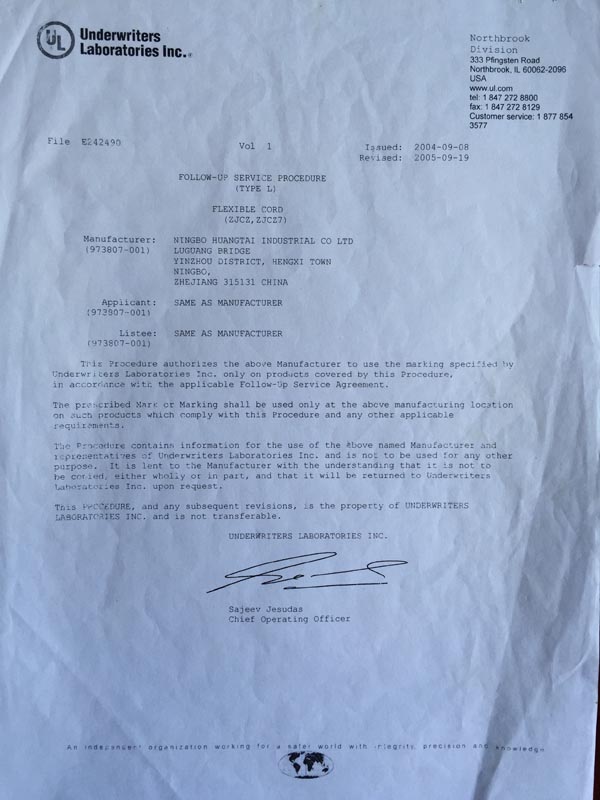 UL
Underwriters
Laboratories Inc.®
Northbrook
Division
333 Pfingsten Road
Northbrook, IL 60062-2096
USA
www.ul.com
tel: 1 847 272 8800
fax: 1 847 272 8129
Customer service: 1 877 854
3577
File E242490
Vol 1
Issued: 2004-09-08
Revised: 2005-09-19
FOLLOW-UP SERVICE PROCEDURE
(TYPE L)
FLEXIBLE CORD
(ZJCZ,ZJCZ7)
Manufacturer: NINGBO HUANGTAI INDUSTRIAL CO LTD
(973807-001) LUGUANG BRIDGE
YINZHOU DISTRICT, HENGXI TOWN
NINGBO,
ZHEJIANG 315131 CHINA
Applicant: SAME AS MANUFACTURER
(973807-001)
Listee: SAME AS MANUFACTURER
(973807-001)
This Procedure authorizes the above Manufacturer to use the marking specified by
Underwriters Laboratories Inc. only on products covered by this Procedure,
in accordance with the applicable Follow-Up Service Agreement.
The prescribed Mark or Marking shall be used only at the above manufacturing location
on such products which comply with this Procedure and any other applicable
requirements.
The Procedure contains information for the use of the above named Manufacturer and
representatives of Underwriters Laboratories Inc. and is not to be used for any other
purpose. It is lent to the Manufacturer with the understanding that it is not to
be copied, either wholly or in part, and that it will be returned to Underwriters
Laboratories Inc. upon request.
This PROCEDURE, and any subsequent revisions, is the property of UNDERWRITERS
LABORATORIES INC. and is not transferable.
UNDERWRITERS LABORATORIES INC.
Sajeev Jesudas
Chief Operating Officer
An independent organization working for a safer world with integrity, precision and knowledge